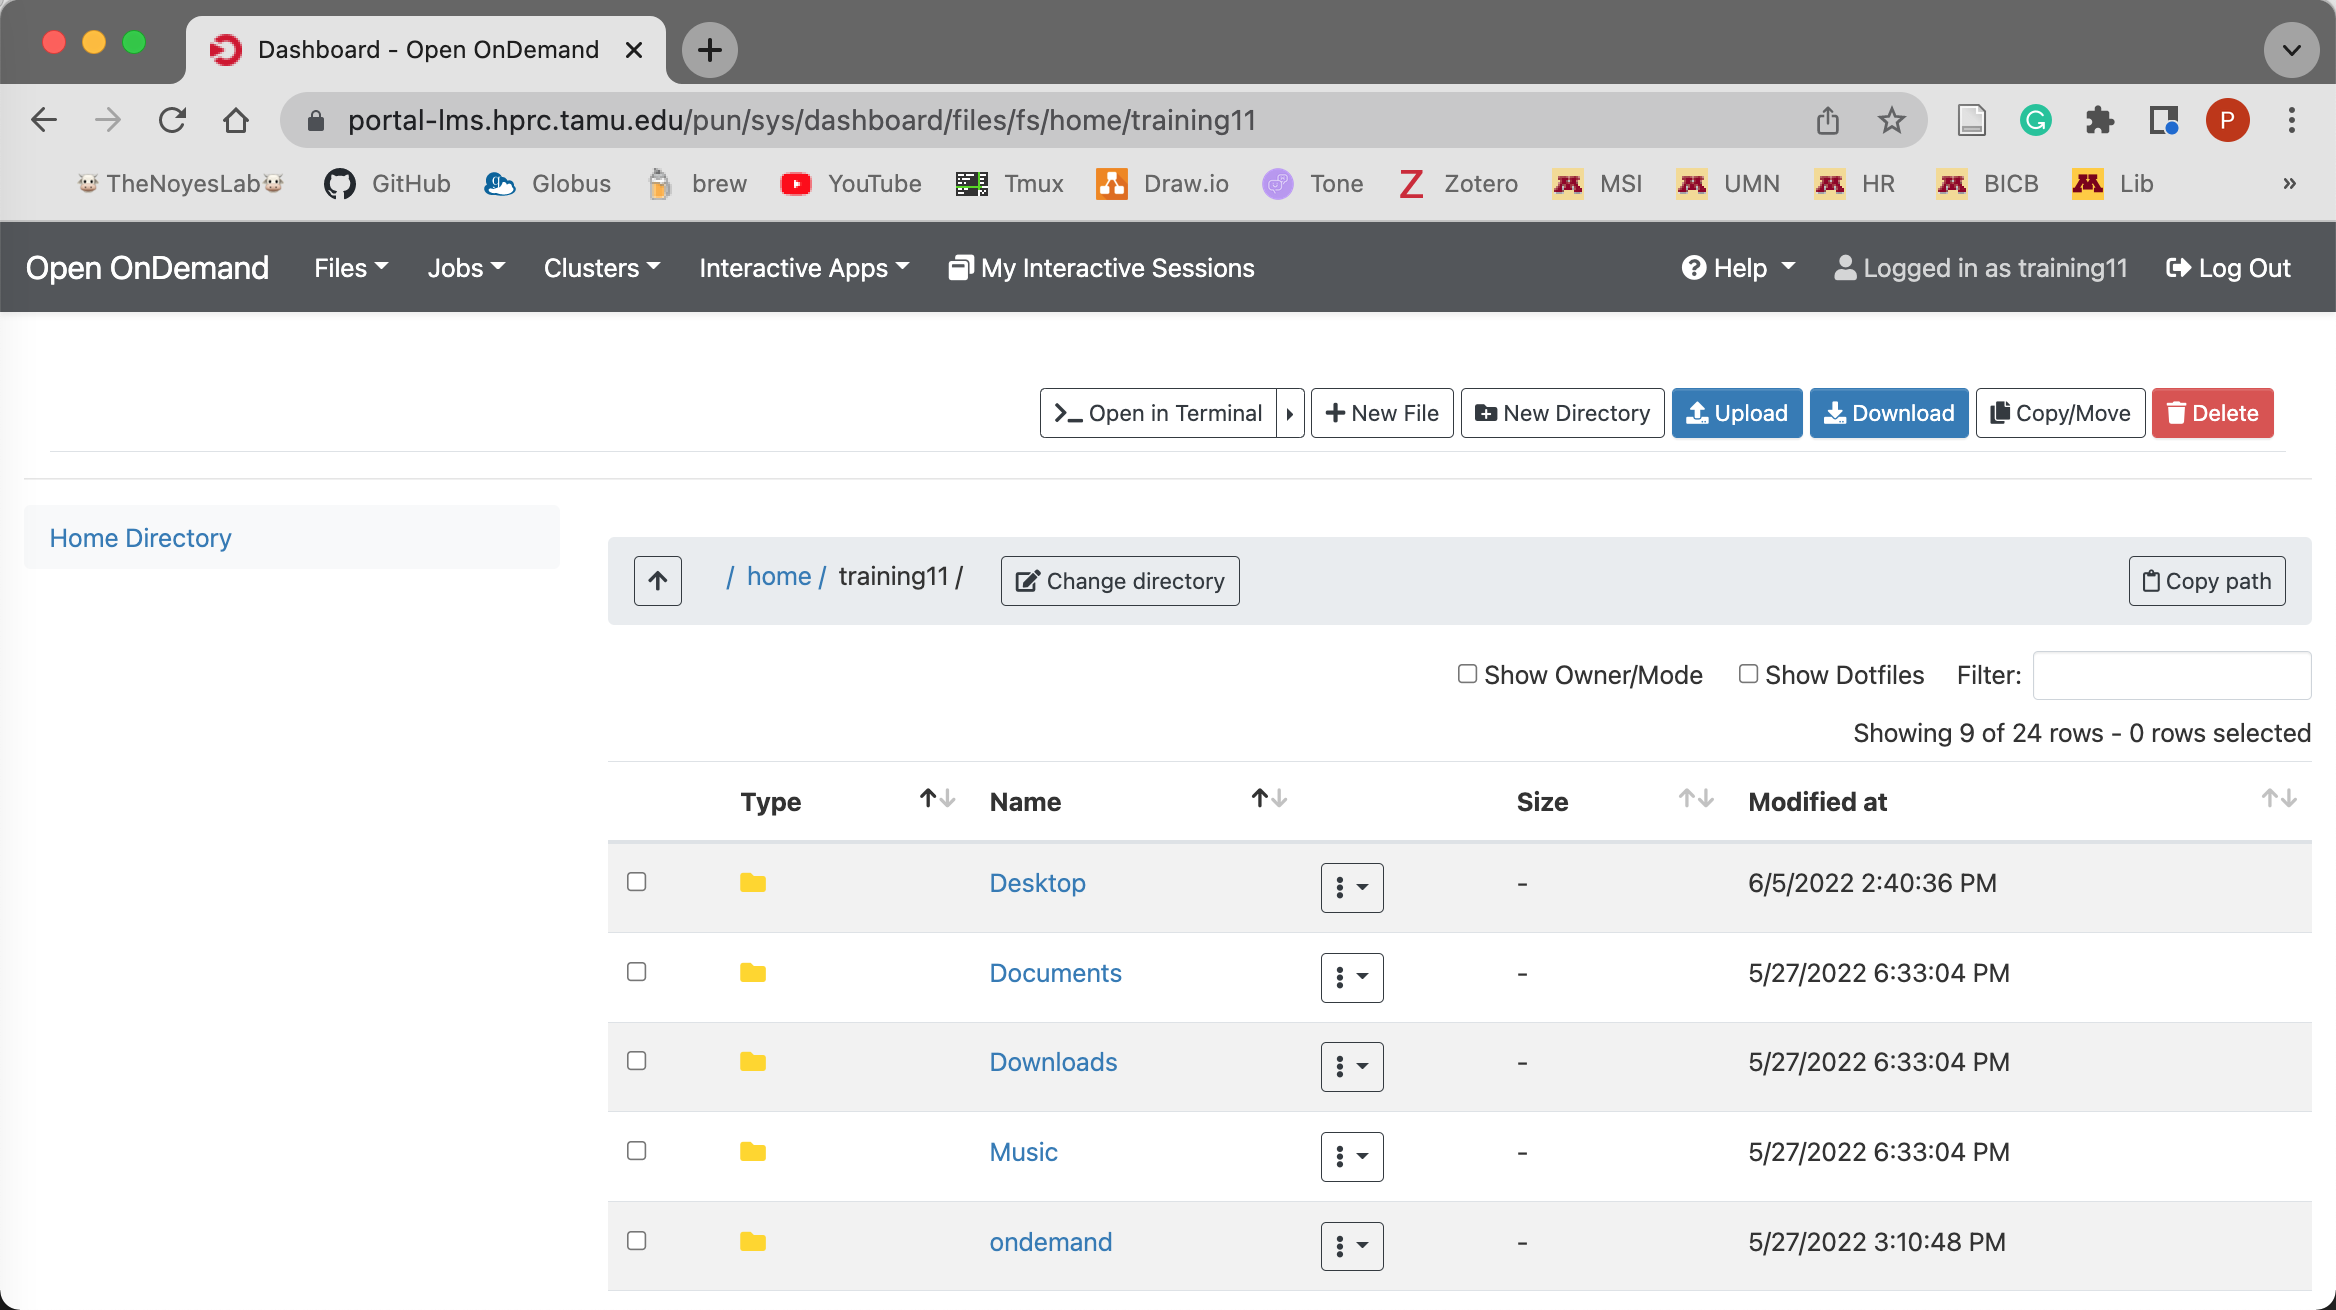 Dashboard - Open OnDemand
portal-lms.hprc.tamu.edu/pun/sys/dashboard/files/fs/home/training11
P
TheNoyesLab GitHub Globus brew YouTube Tmux Draw.io Tone Zotero MSI UMN HR BICB Lib »
Open OnDemand Files Jobs Clusters Interactive Apps My Interactive Sessions Help Logged in as training11 Log Out
Open in Terminal New File New Directory Upload Download Copy/Move Delete
Home Directory
/ home / training11 / Change directory Copy path
Show Owner/Mode Show Dotfiles Filter:
Showing 9 of 24 rows - 0 rows selected
Type Name Size Modified at
Desktop - 6/5/2022 2:40:36 PM
Documents - 5/27/2022 6:33:04 PM
Downloads - 5/27/2022 6:33:04 PM
Music - 5/27/2022 6:33:04 PM
ondemand - 5/27/2022 3:10:48 PM